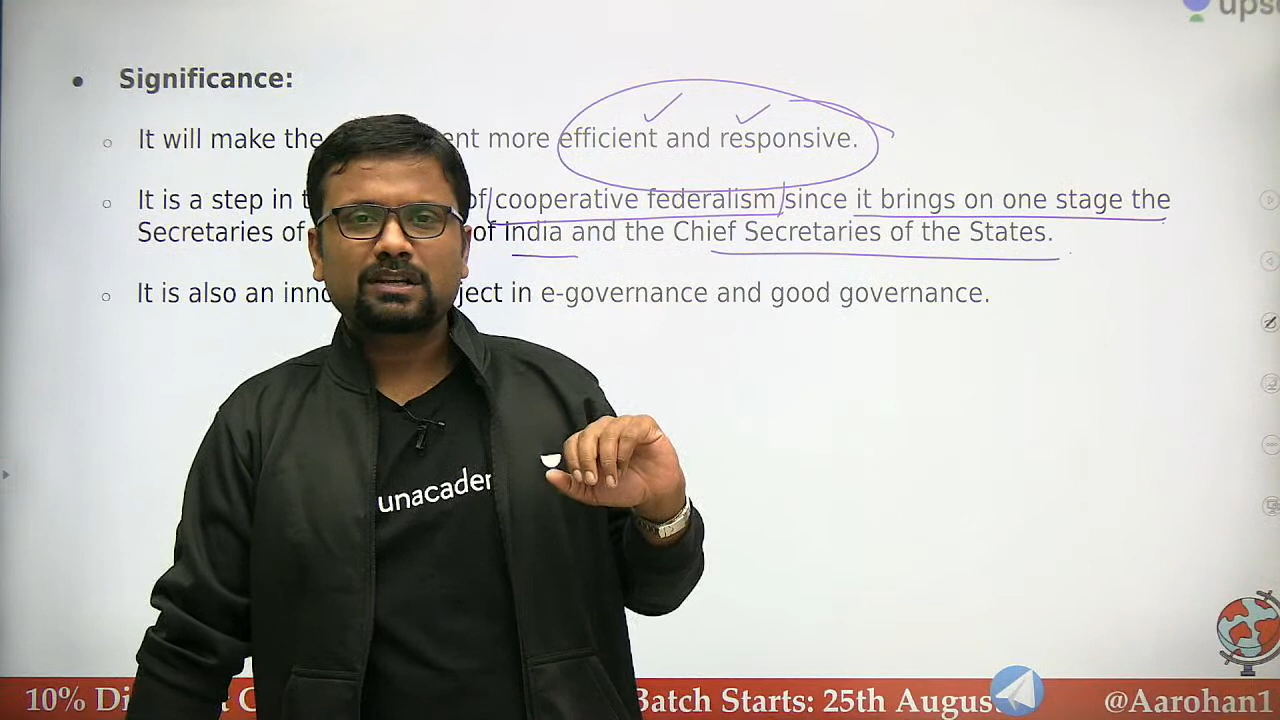 upsc
Significance:
It will make the ent more efficient and responsive.
It is a step in t of cooperative federalism since it brings on one stage the
Secretaries of of India and the Chief Secretaries of the States.
It is also an inno ject in e-governance and good governance.
unacadem
10% Di C Batch Starts: 25th August @Aarohan1